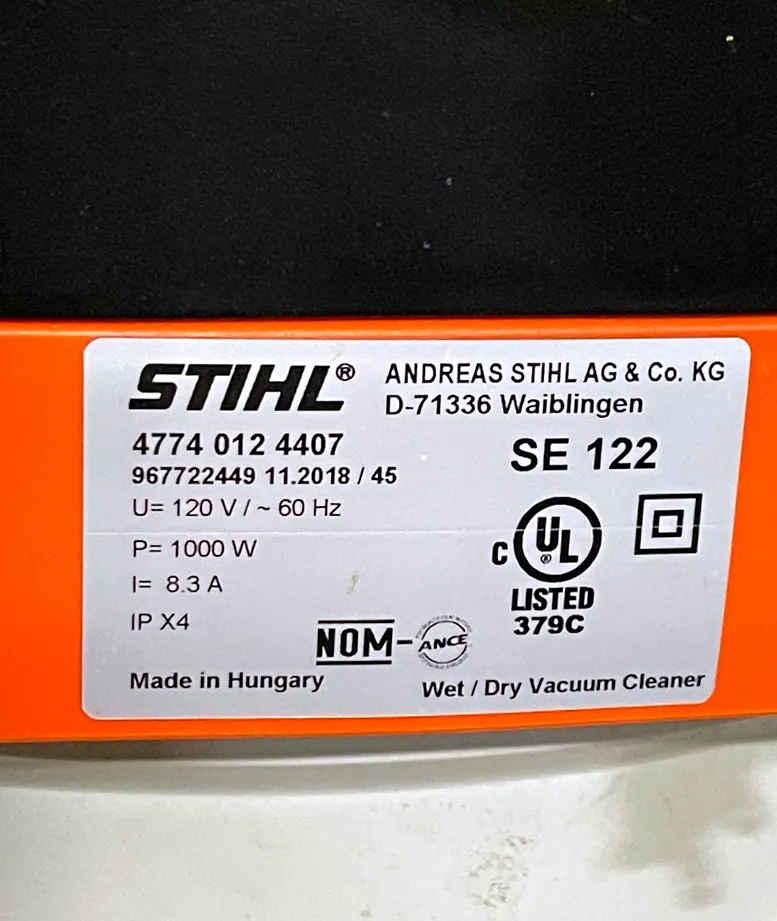 STIHL®
ANDREAS STIHL AG & Co. KG
D-71336 Waiblingen
4774 012 4407
SE 122
967722449 11.2018 / 45
U= 120 V / ~ 60 Hz
P= 1000 W
I= 8.3 A
IP X4
C UL ®
LISTED
379C
NOM-ANCE
Made in Hungary
Wet / Dry Vacuum Cleaner